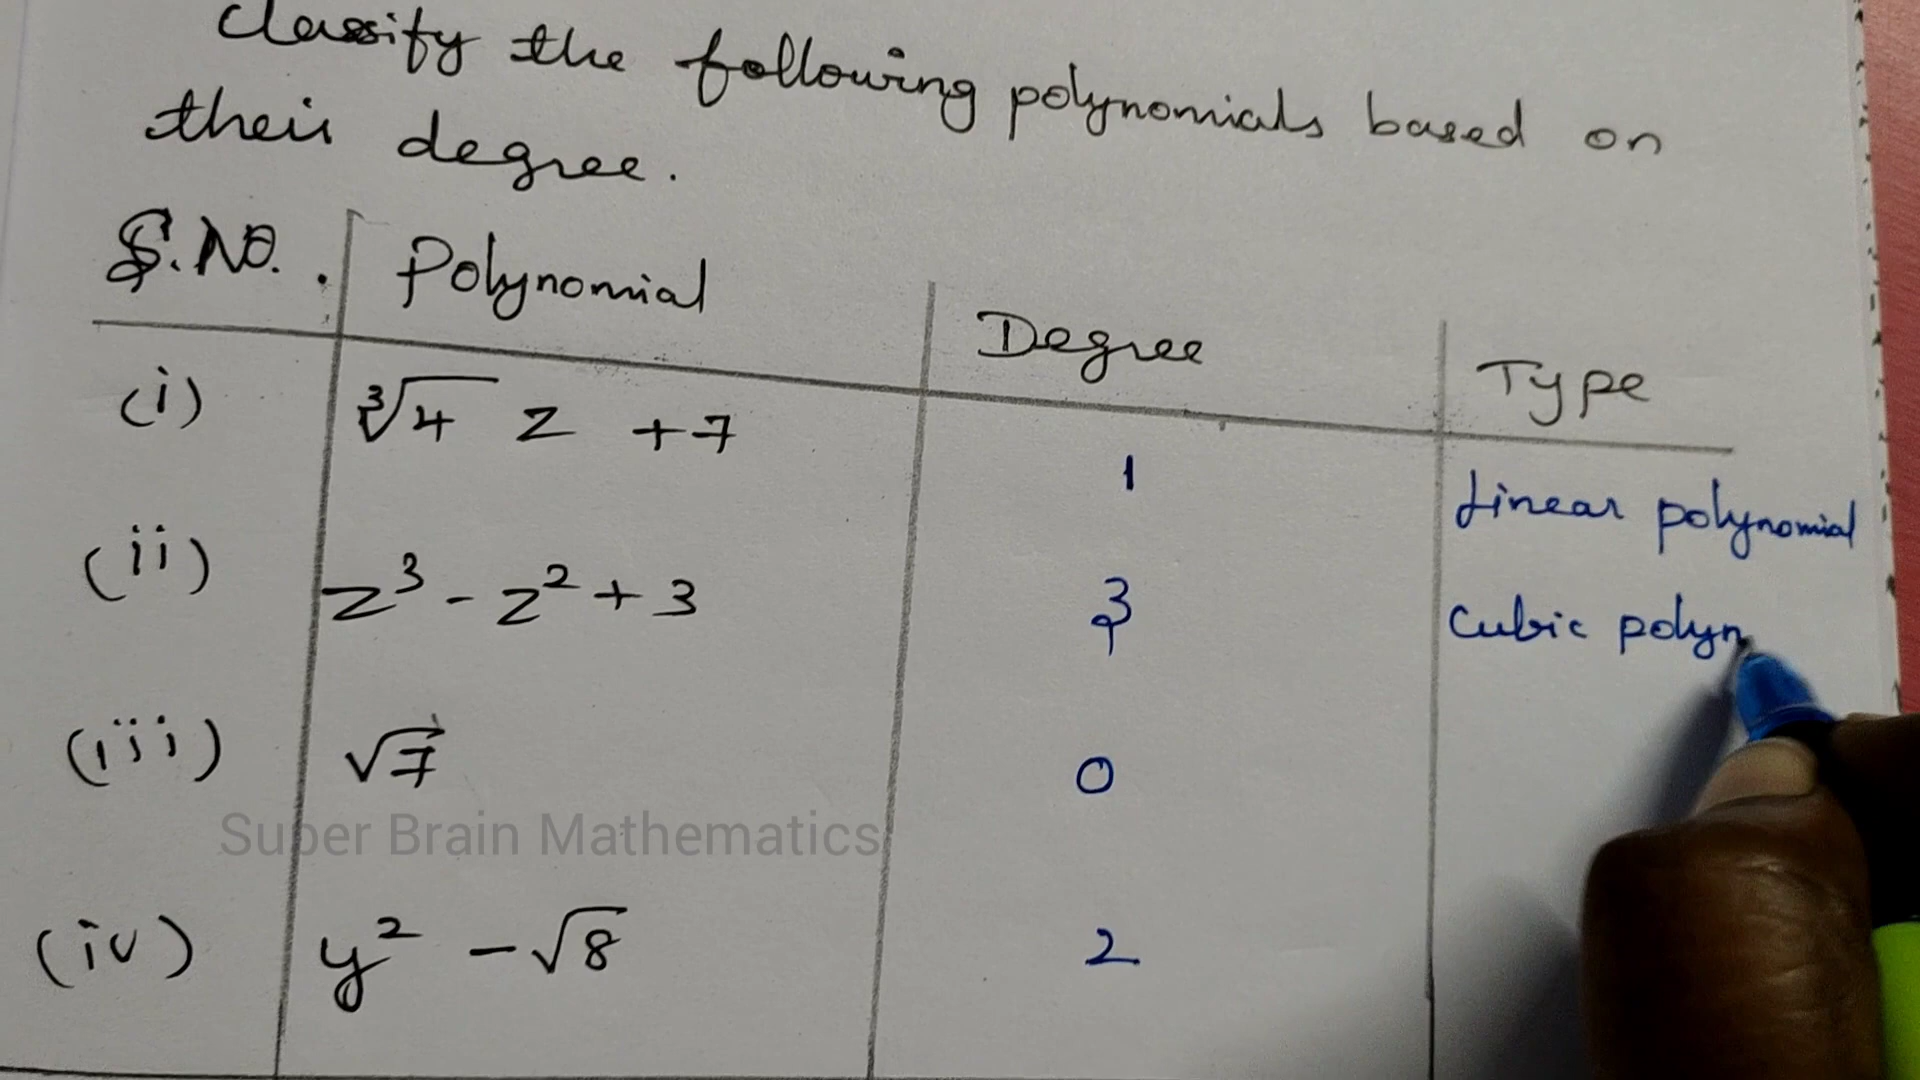 Classify the following polynomials based on
their degree.
S.NO. Polynomial Degree Type
(i) ∛4 z +7 1 Linear polynomial
(ii) z³ - z² + 3 3 Cubic polyn
(iii) √7 0
Super Brain Mathematics
(iv) y² - √8 2